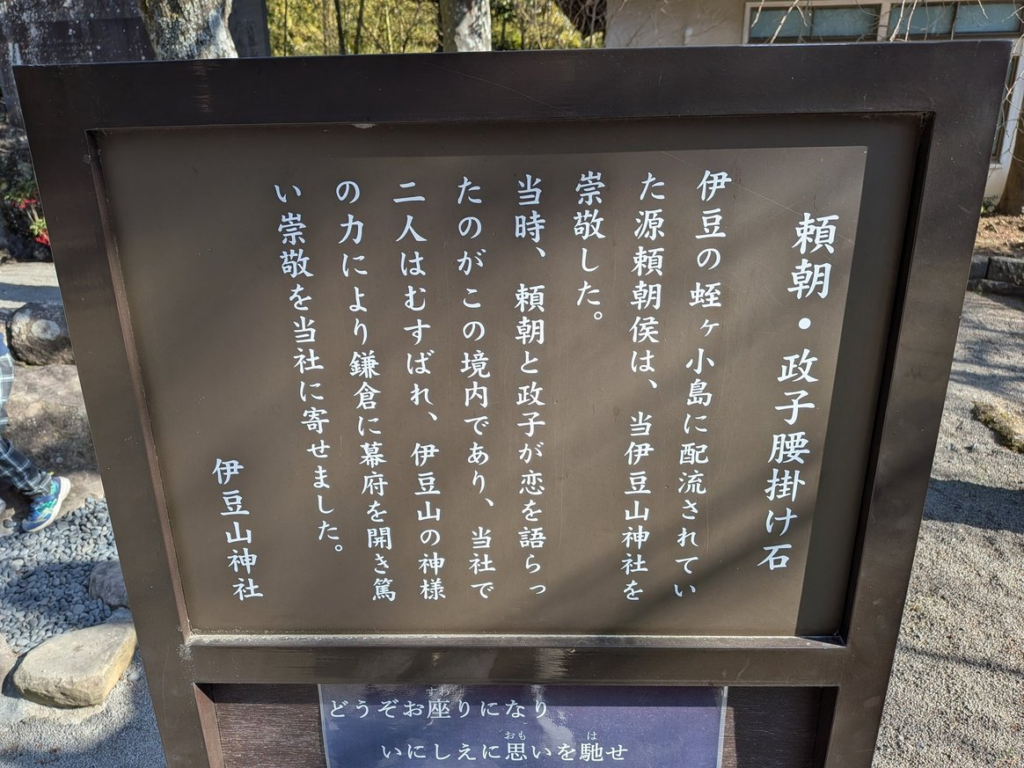 頼朝・政子腰掛け石
伊豆の蛭ヶ小島に配流されてい
た源頼朝侯は、当伊豆山神社を
崇敬した。
当時、頼朝と政子が恋を語らっ
たのがこの境内であり、当社で
二人はむすばれ、伊豆山の神様
の力により鎌倉に幕府を開き篤
い崇敬を当社に寄せました。
伊豆山神社
どうぞお座りになり
いにしえに思いを馳せ